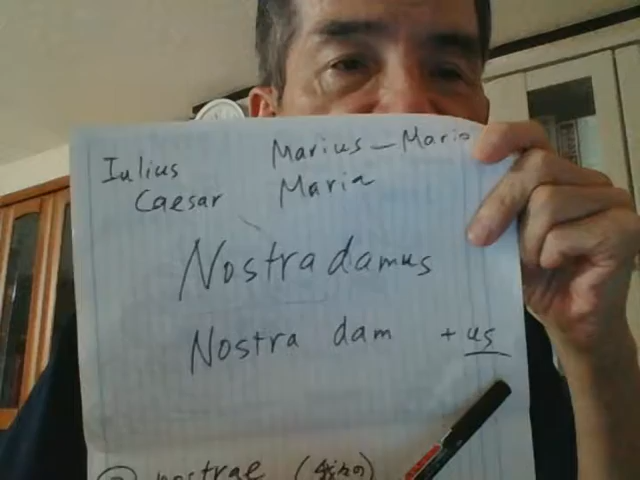 Iulius
Caesar
Marius – Mario
Maria
Nostradamus
Nostra dam + us
nostrae